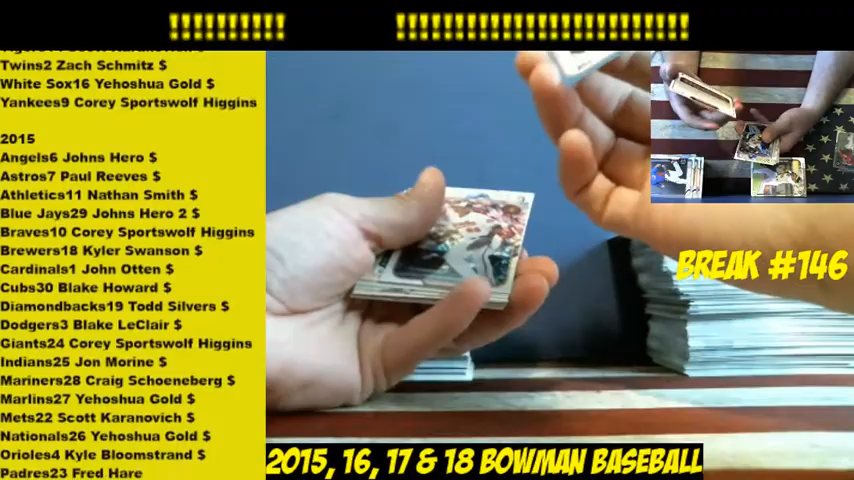 !!!!!!!!!! !!!!!!!!!!!!!!!!!!!!!!!!!
Twins2 Zach Schmitz $
White Sox16 Yehoshua Gold $
Yankees9 Corey Sportswolf Higgins
2015
Angels6 Johns Hero $
Astros7 Paul Reeves $
Athletics11 Nathan Smith $
Blue Jays29 Johns Hero 2 $
Braves10 Corey Sportswolf Higgins
Brewers18 Kyler Swanson $
Cardinals1 John Otten $
Cubs30 Blake Howard $
Diamondbacks19 Todd Silvers $
Dodgers3 Blake LeClair $
Giants24 Corey Sportswolf Higgins
Indians25 Jon Morine $
Mariners28 Craig Schoeneberg $
Marlins27 Yehoshua Gold $
Mets22 Scott Karanovich $
Nationals26 Yehoshua Gold $
Orioles4 Kyle Bloomstrand $
Padres23 Fred Hare
BREAK #146
2015, 16, 17 & 18 BOWMAN BASEBALL